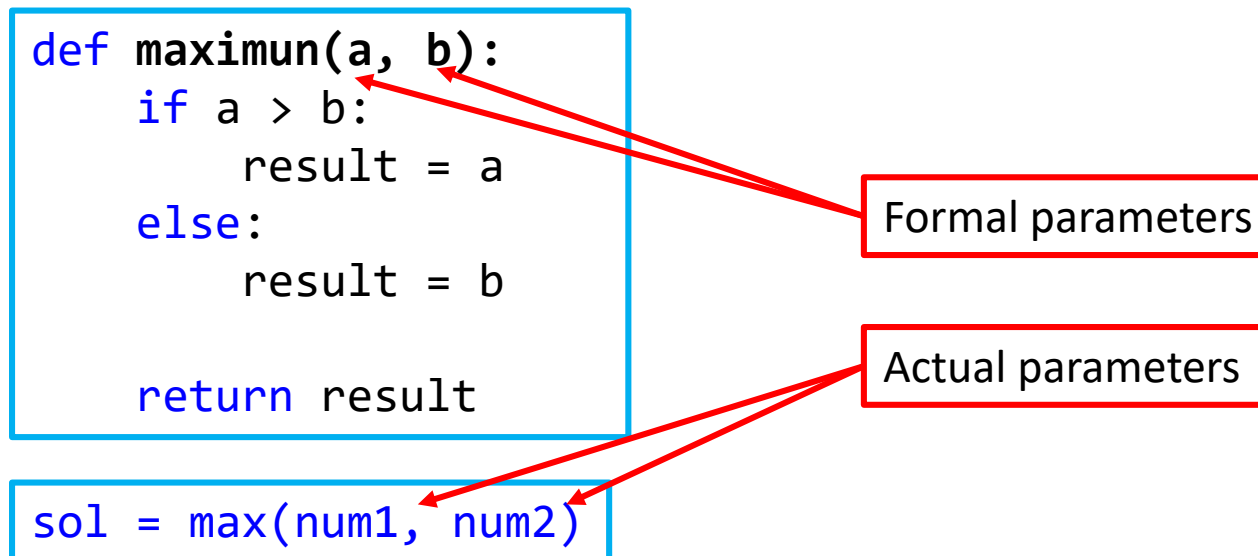 def maximun(a, b):
    if a > b:
        result = a
    else:
        result = b
    return result
Formal parameters
Actual parameters
sol = max(num1, num2)